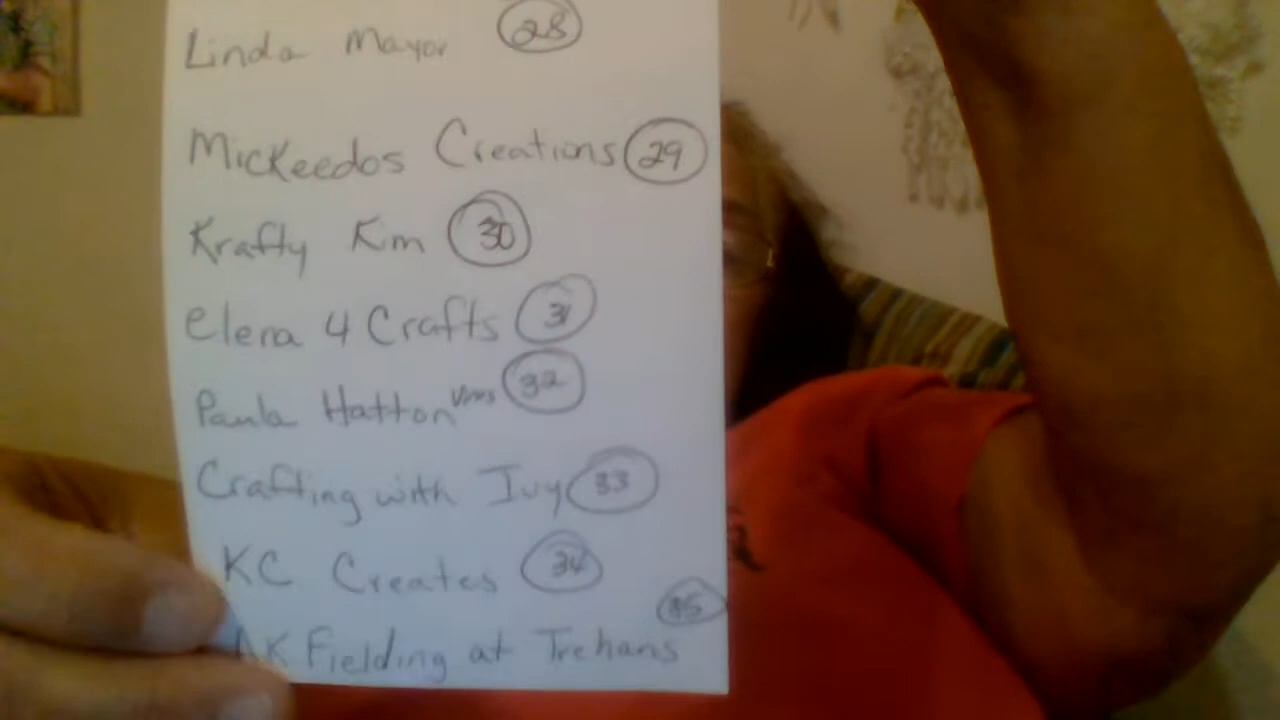 Linda Mayor 28
Mickeedos Creations 29
Krafty Kim 30
Elena 4 Crafts 31
Paula Hatton 32
Crafting with Ivy 33
KC Creates 34
35
AK Fielding at Trehans